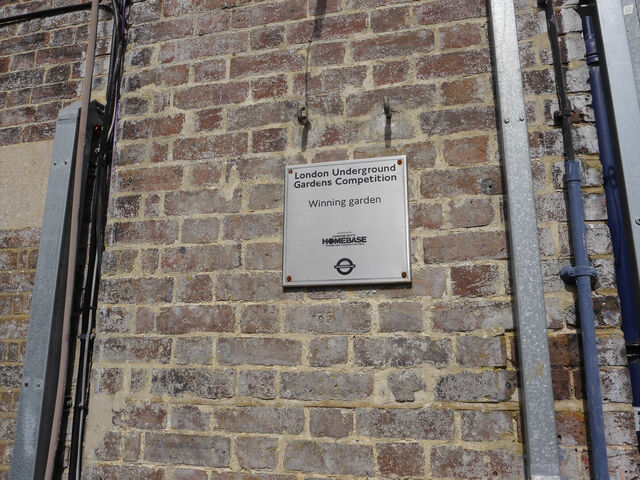 London Underground
Gardens Competition
Winning garden
HOMEBASE